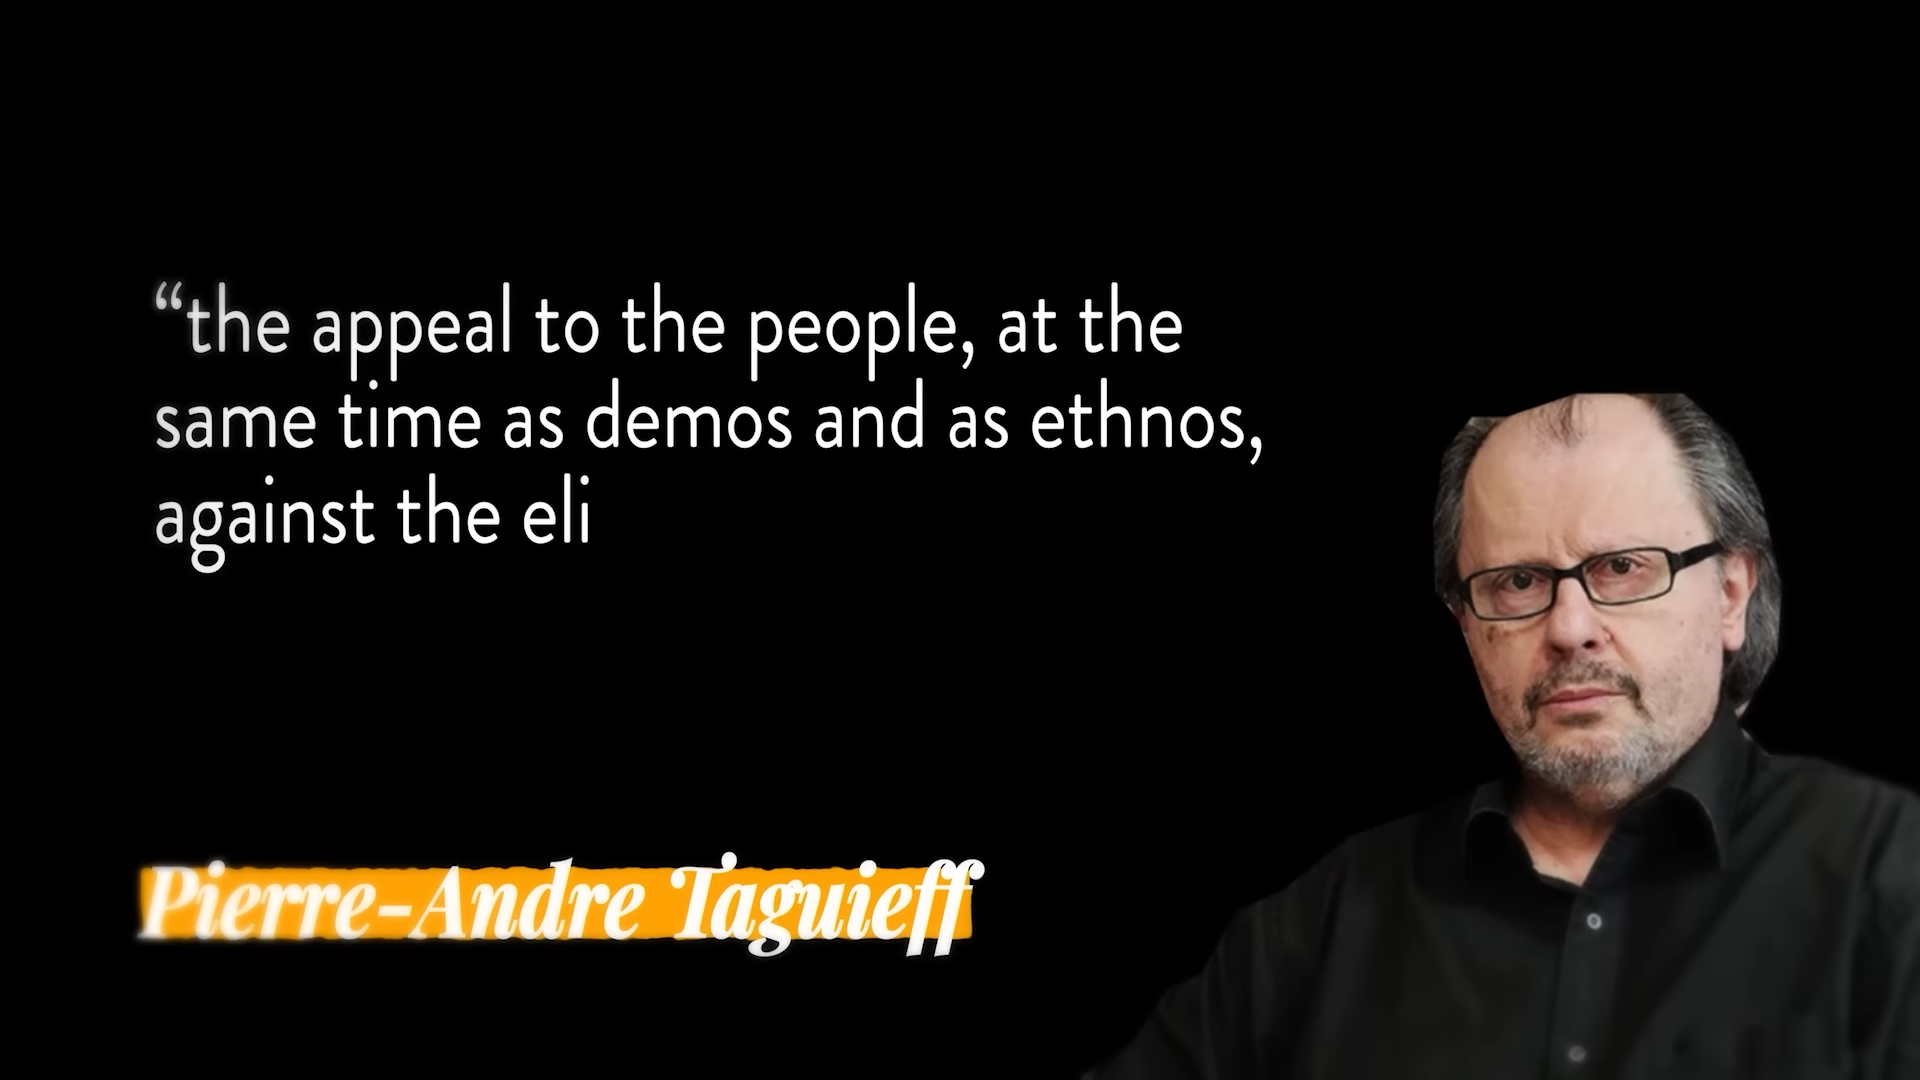 “the appeal to the people, at the
same time as demos and as ethnos,
against the eli
Pierre-Andre Taguieff